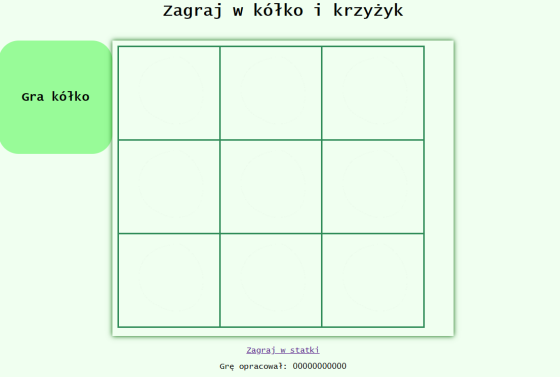 Zagraj w kółko i krzyżyk
Gra kółko
Zagraj w statki
Grę opracował: 00000000000